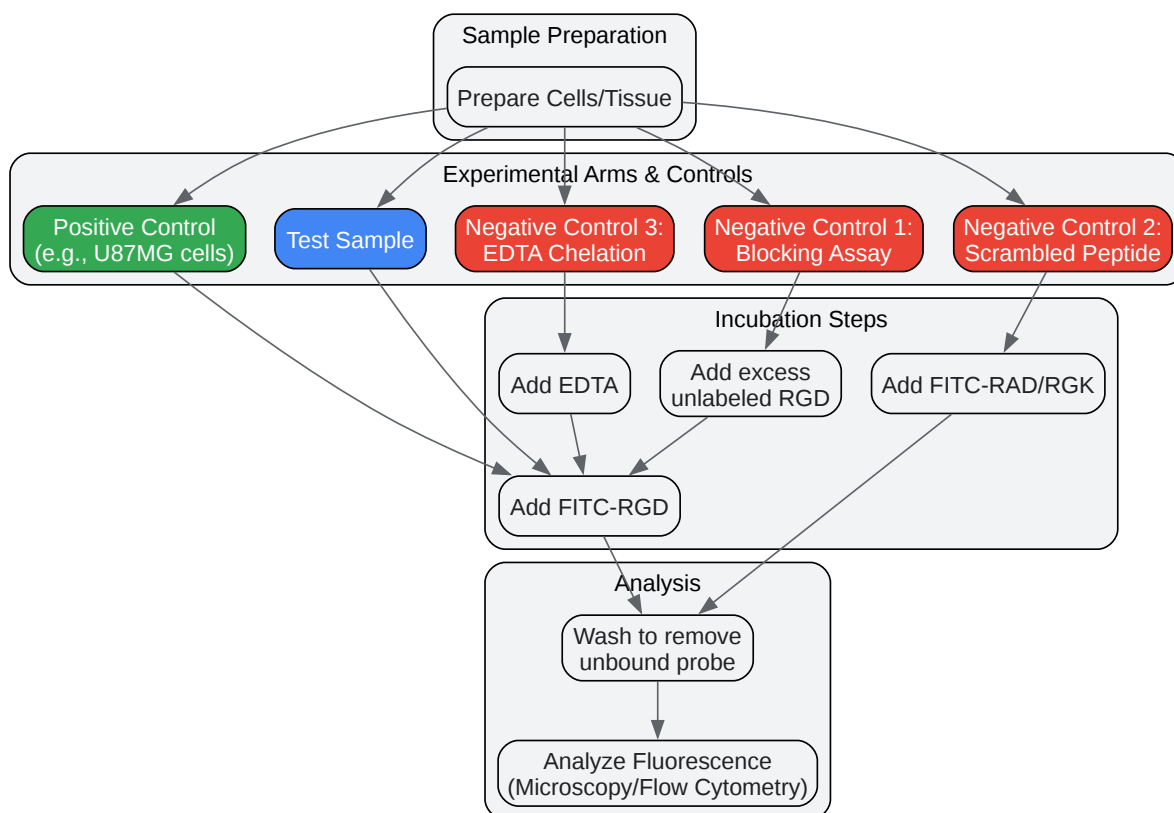 Sample Preparation
Prepare Cells/Tissue
Experimental Arms & Controls
Positive Control
(e.g., U87MG cells)
Test Sample
Negative Control 3:
EDTA Chelation
Negative Control 1:
Blocking Assay
Negative Control 2:
Scrambled Peptide
Incubation Steps
Add EDTA
Add excess
unlabeled RGD
Add FITC-RAD/RGK
Add FITC-RGD
Analysis
Wash to remove
unbound probe
Analyze Fluorescence
(Microscopy/Flow Cytometry)